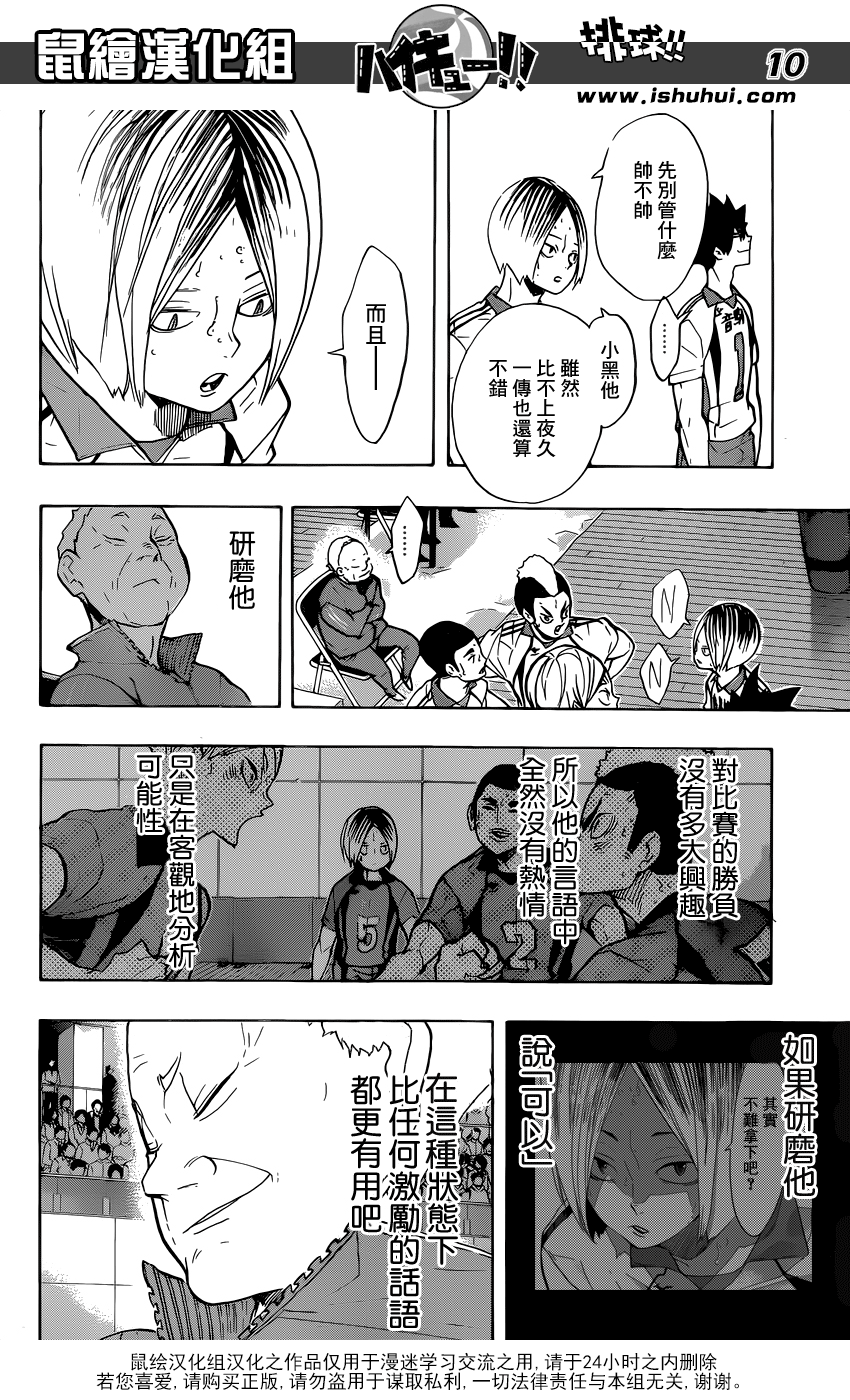 鼠繪漢化組
ハイキュー!!
排球!!
10
www.ishuhui.com
先別管什麼
帥不帥
……
小黑他
雖然
比不上夜久
一傳也還算
不錯
音駒
1
而且──
……
N
N
研磨他
對比賽的勝負
沒有多大興趣
所以他的言語中
全然沒有熱情
只是在客觀地分析
可能性
5
3
2
如果研磨他
說「可以」
其實
不難拿下吧?
在這種狀態下
比任何激勵的話語
都更有用吧
鼠绘汉化组汉化之作品仅用于漫迷学习交流之用, 请于24小时之内删除
若您喜爱, 请购买正版, 请勿用于谋取私利, 一切法律责任与本组无关, 谢谢。